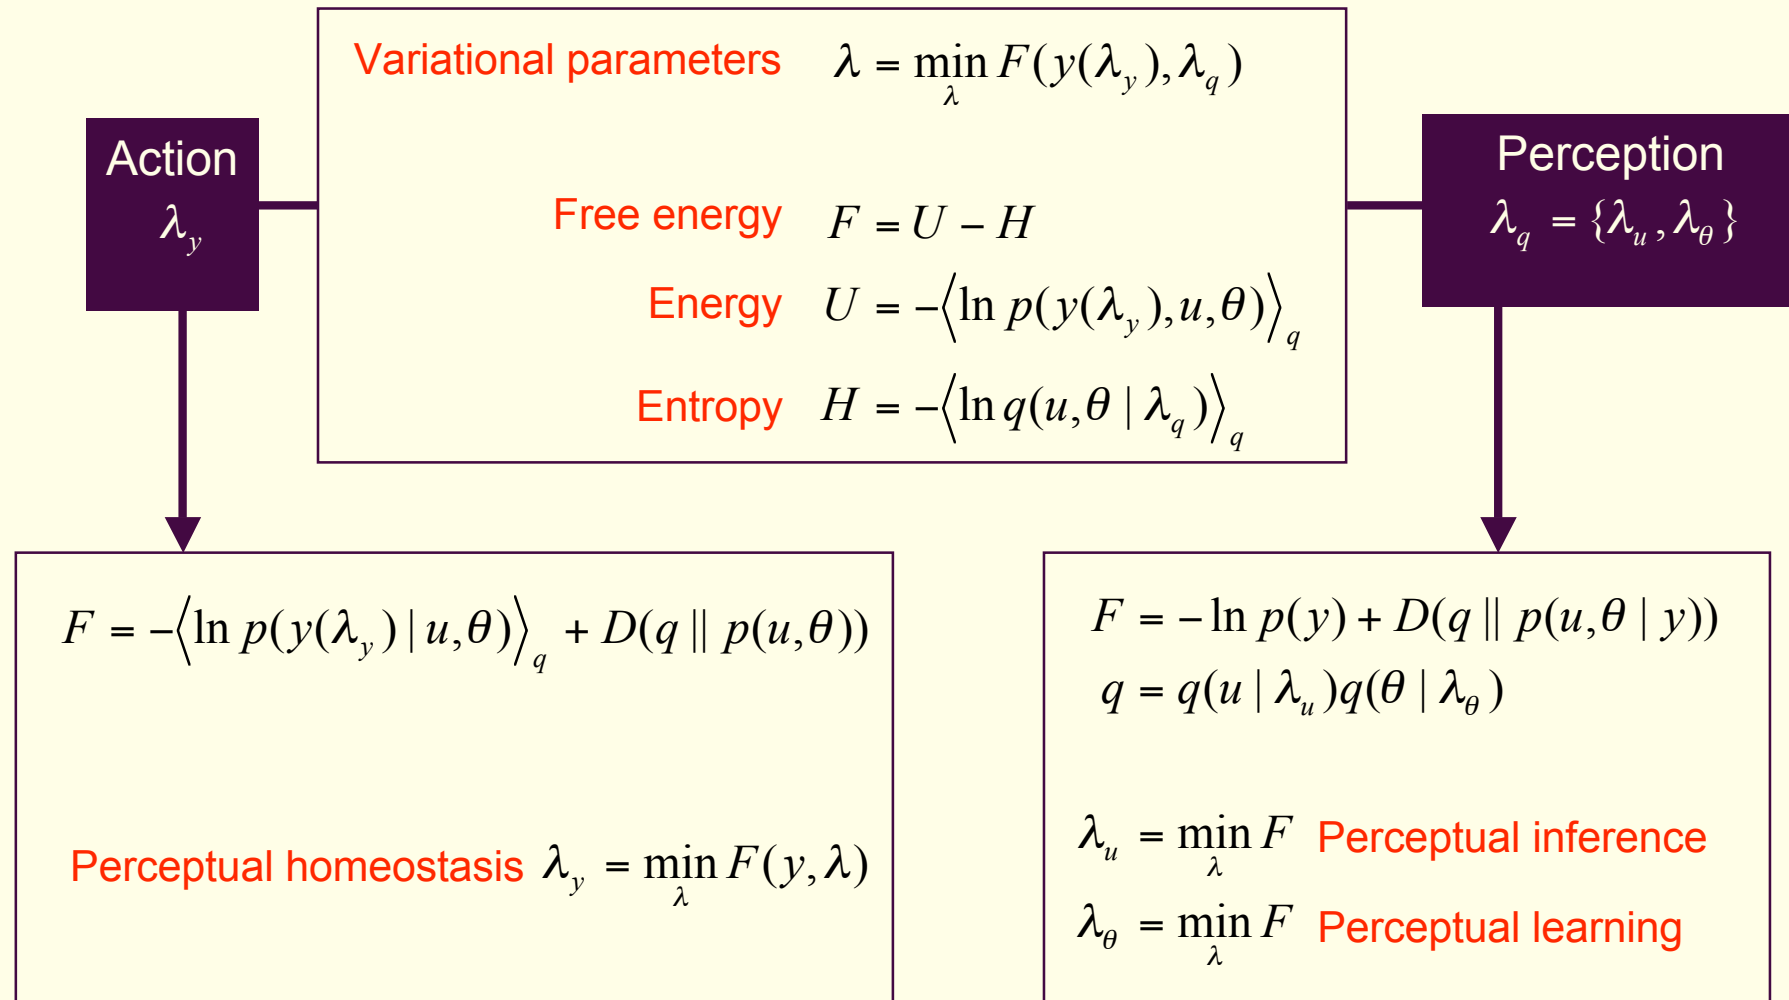 Variational parameters λ = min_λ F(y(λ_y), λ_q)
Action
λ_y
Perception
λ_q = {λ_u, λ_θ}
Free energy F = U − H
Energy U = −⟨ln p(y(λ_y), u, θ)⟩_q
Entropy H = −⟨ln q(u, θ | λ_q)⟩_q
F = −⟨ln p(y(λ_y) | u, θ)⟩_q + D(q || p(u, θ))
Perceptual homeostasis λ_y = min_λ F(y, λ)
F = − ln p(y) + D(q || p(u, θ | y))
q = q(u | λ_u)q(θ | λ_θ)
λ_u = min_λ F Perceptual inference
λ_θ = min_λ F Perceptual learning